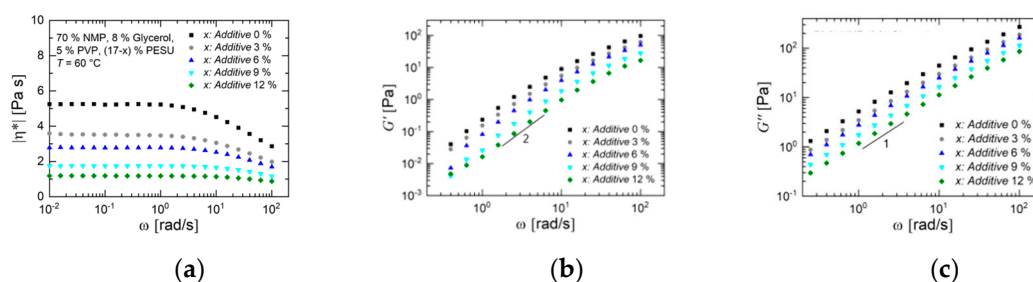 10
8
6
4
2
0
|η*| [Pa s]
70 % NMP, 8 % Glycerol,
5 % PVP, (17-x) % PESU
T = 60 °C
x: Additive 0 %
x: Additive 3 %
x: Additive 6 %
x: Additive 9 %
x: Additive 12 %
10⁻² 10⁻¹ 10⁰ 10¹ 10²
ω [rad/s]
(a)
10²
10¹
10⁰
10⁻¹
10⁻²
10⁻³
G' [Pa]
2
x: Additive 0 %
x: Additive 3 %
x: Additive 6 %
x: Additive 9 %
x: Additive 12 %
10⁰ 10¹ 10²
ω [rad/s]
(b)
10²
10¹
10⁰
10⁻¹
G'' [Pa]
1
x: Additive 0 %
x: Additive 3 %
x: Additive 6 %
x: Additive 9 %
x: Additive 12 %
10⁰ 10¹ 10²
ω [rad/s]
(c)